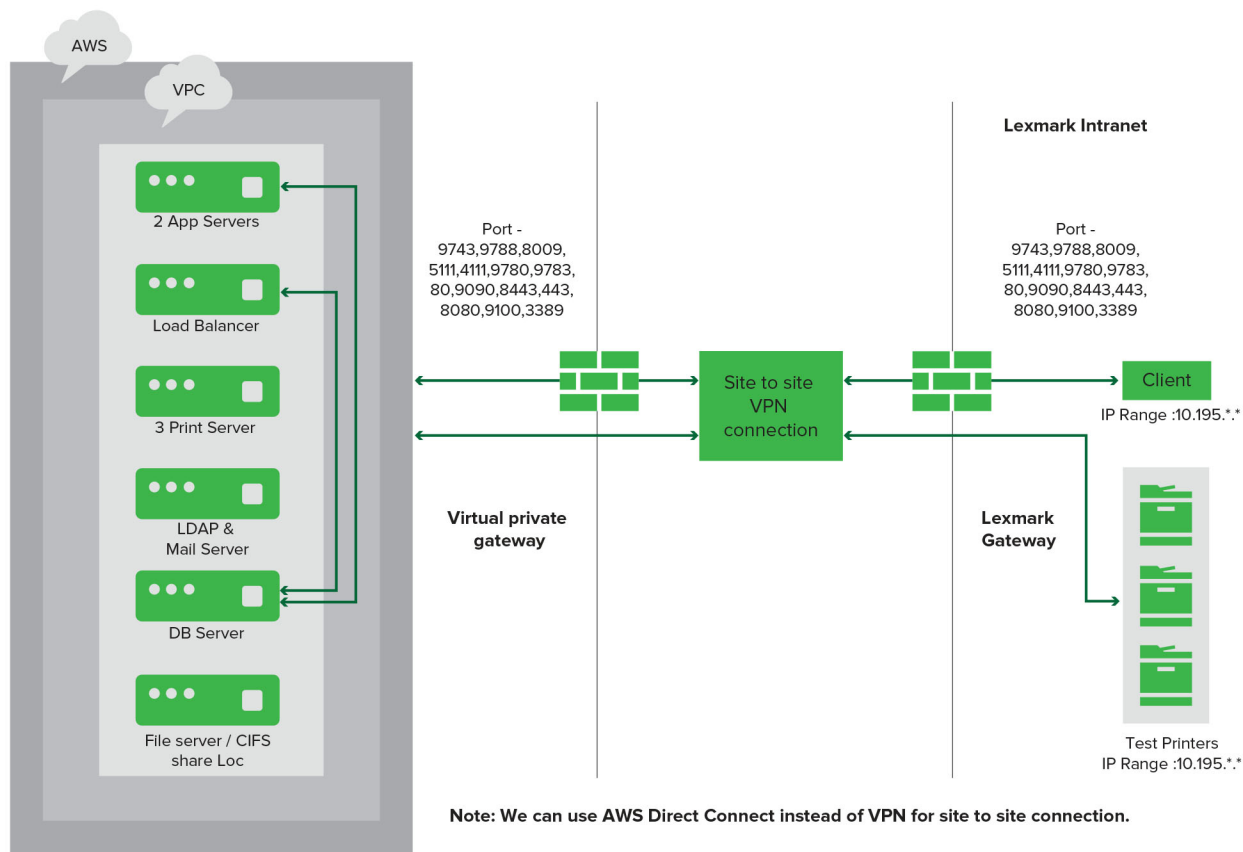 AWS
VPC
2 App Servers
Load Balancer
3 Print Server
LDAP &
Mail Server
DB Server
File server / CIFS
share Loc
Port -
9743,9788,8009,
5111,4111,9780,9783,
80,9090,8443,443,
8080,9100,3389
Virtual private
gateway
Site to site
VPN
connection
Lexmark Intranet
Port -
9743,9788,8009,
5111,4111,9780,9783,
80,9090,8443,443,
8080,9100,3389
Lexmark
Gateway
Client
IP Range :10.195.*.*
Test Printers
IP Range :10.195.*.*
Note: We can use AWS Direct Connect instead of VPN for site to site connection.